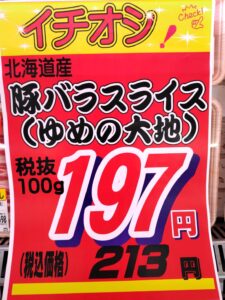 イチオシ!
Check!
北海道産
豚バラスライス
(ゆめの大地)
税抜
100g
197円
(税込価格) 213円